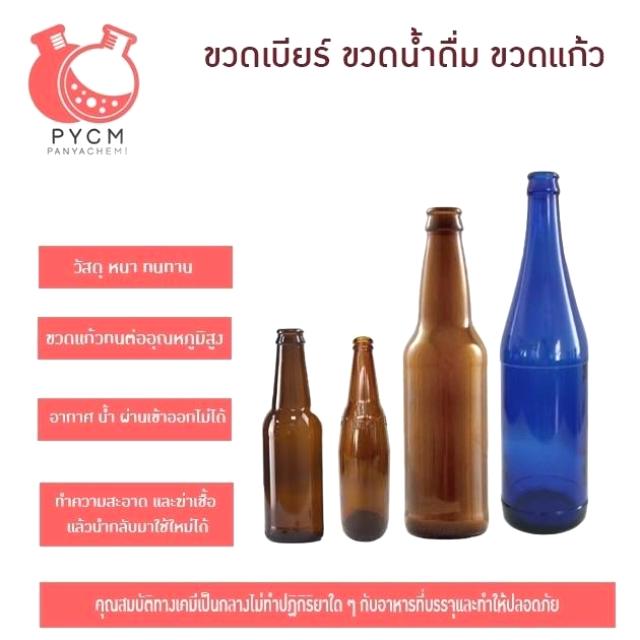 ขวดเบียร์ ขวดน้ำดื่ม ขวดแก้ว
PYCM
PANYACHEMI
วัสดุ หนา ทนทาน
ขวดแก้วทนต่ออุณหภูมิสูง
อากาศ น้ำ ผ่านเข้าออกไม่ได้
ทำความสะอาด และฆ่าเชื้อ
แล้วนำกลับมาใช้ใหม่ได้
คุณสมบัติทางเคมีเป็นกลางไม่ทำปฏิกิริยาใด ๆ กับอาหารที่บรรจุและทำให้ปลอดภัย